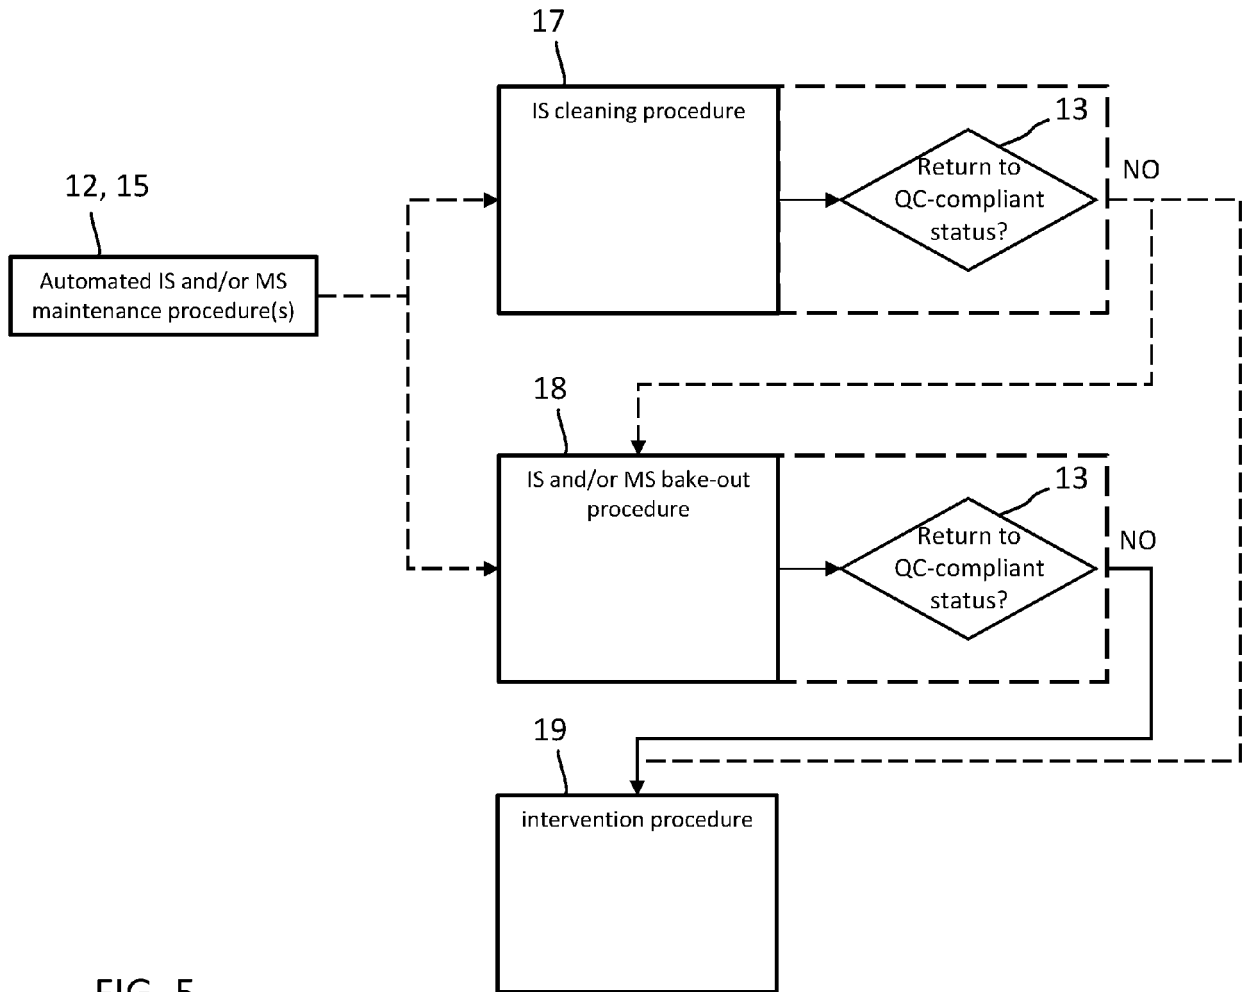 17
IS cleaning procedure
13
Return to
QC-compliant
status?
NO
12, 15
Automated IS and/or MS
maintenance procedure(s)
18
IS and/or MS bake-out
procedure
13
Return to
QC-compliant
status?
NO
19
intervention procedure
FIG. 5